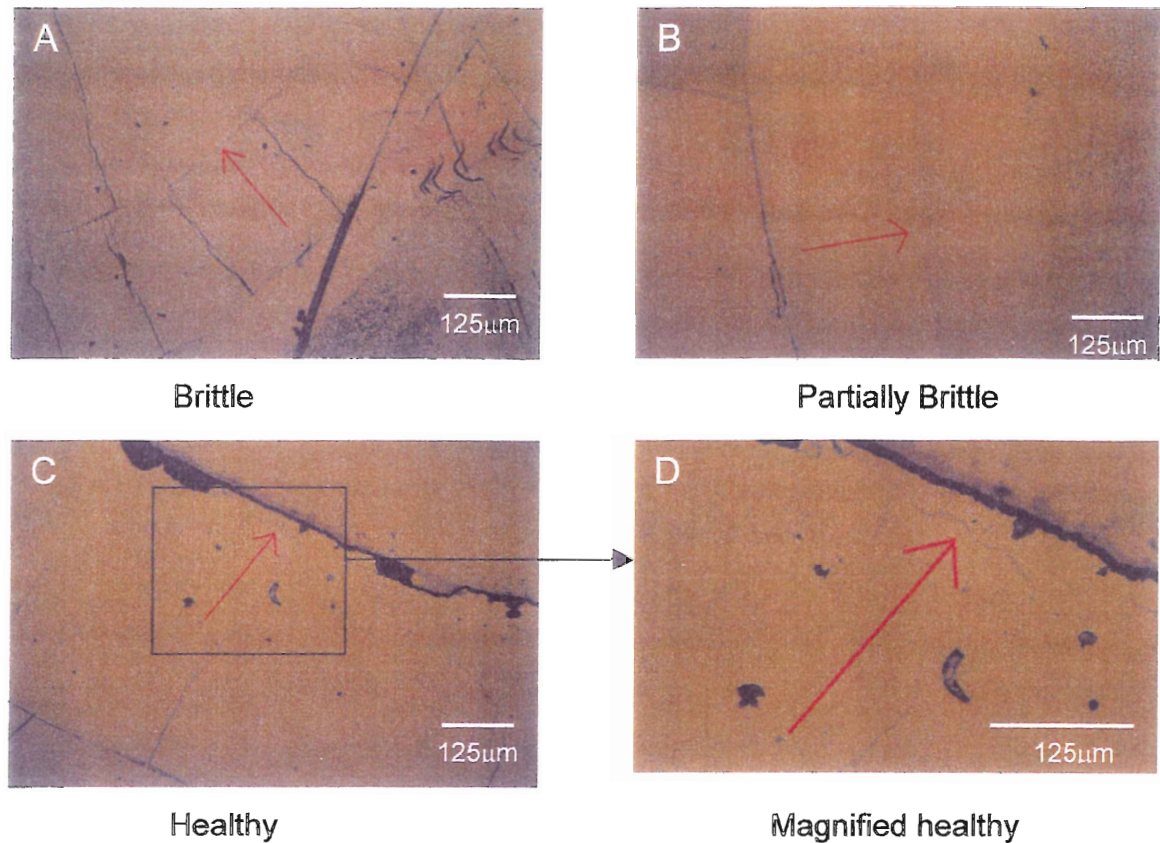 A
B
125μm
125μm
Brittle
Partially Brittle
C
D
125μm
125μm
Healthy
Magnified healthy